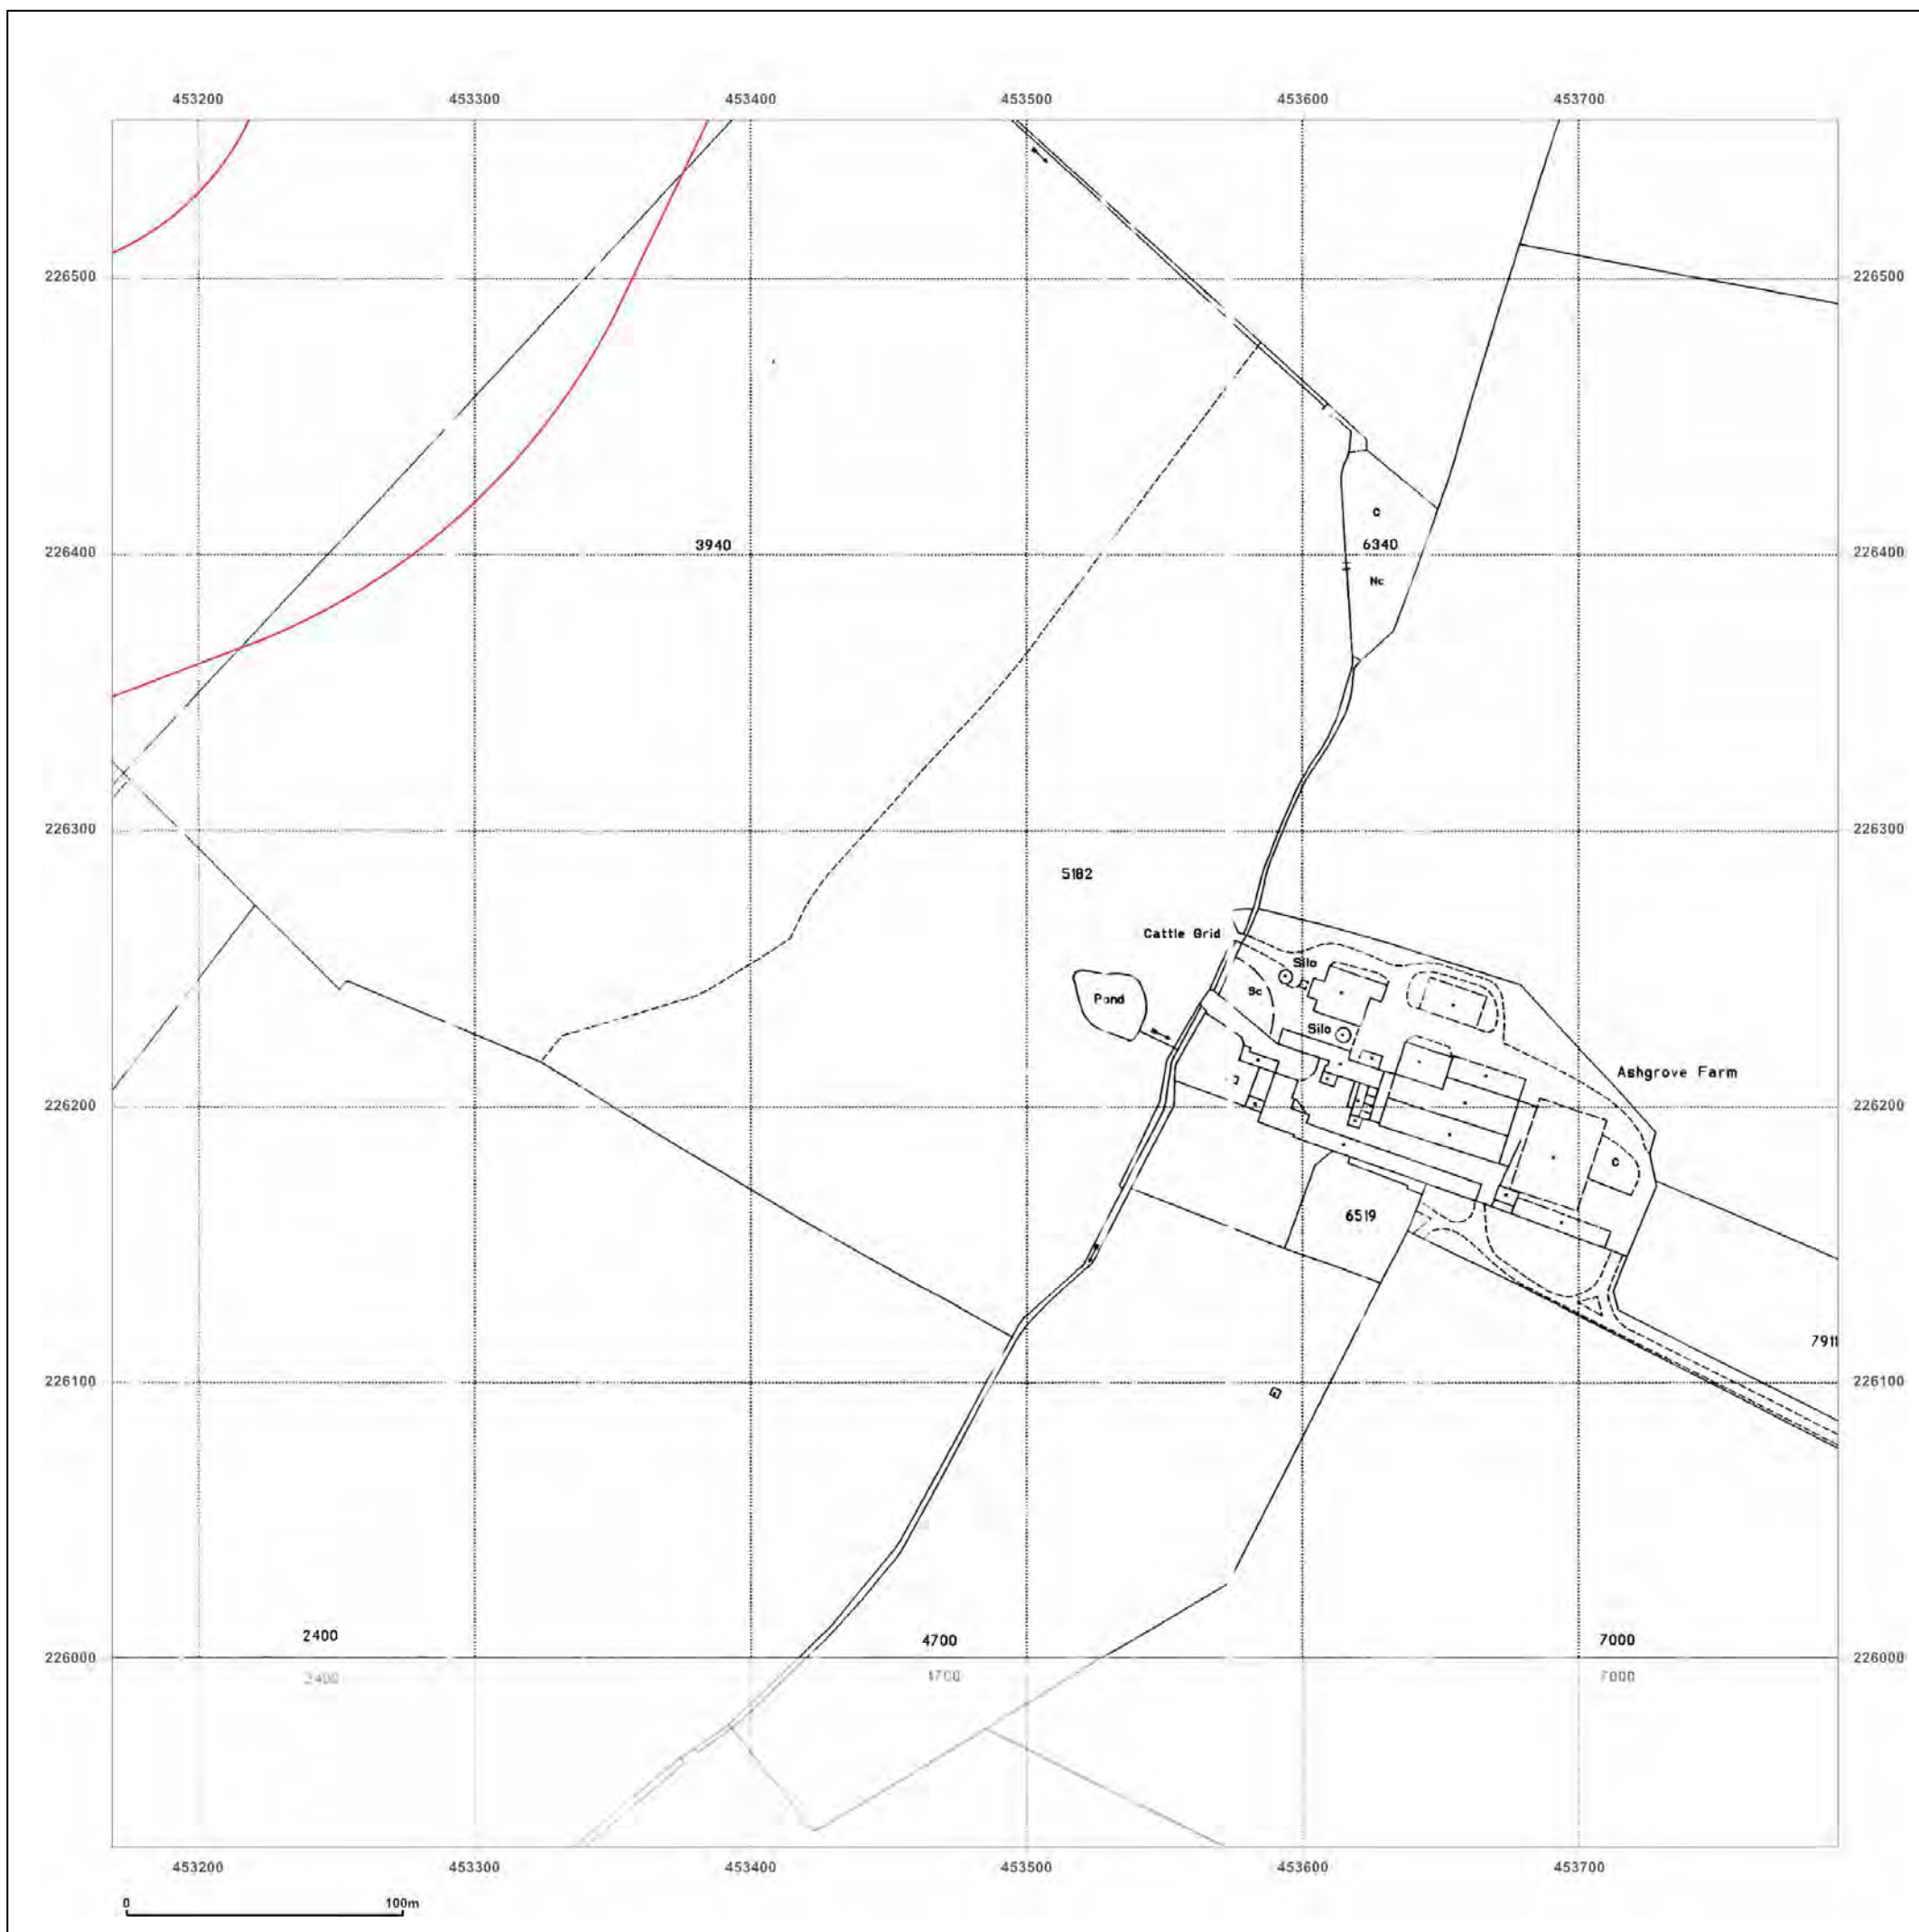 453200 453300 453400 453500 453600 453700
226500 226500
C
226400 3940 6340 226400
Nc
226300 226300
5182
Cattle Grid
Silo
Sc
Pond
Silo
Ashgrove Farm
226200 226200
C
6519
7911
226100 226100
2400 4700 7000
226000 226000
2400 4700 7000
453200 453300 453400 453500 453600 453700
0 100m